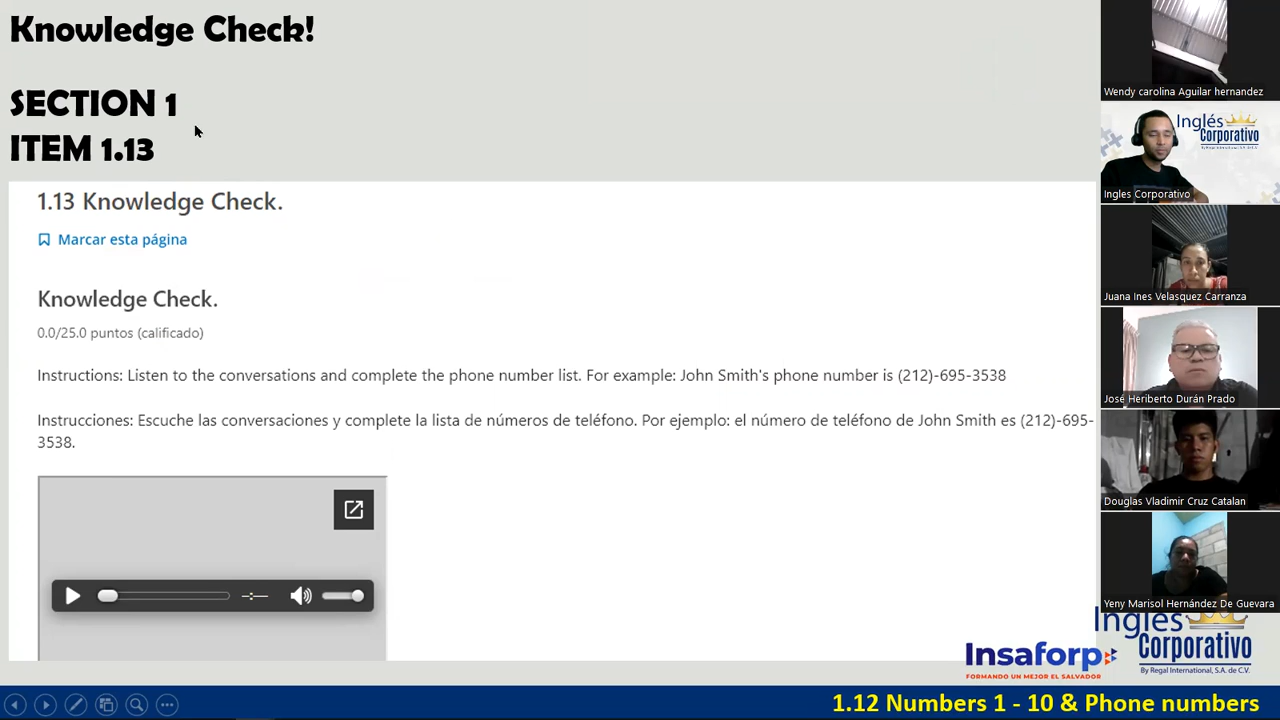 Knowledge Check!
SECTION 1
ITEM 1.13
1.13 Knowledge Check.
Marcar esta página
Knowledge Check.
0.0/25.0 puntos (calificado)
Instructions: Listen to the conversations and complete the phone number list. For example: John Smith's phone number is (212)-695-3538
Instrucciones: Escuche las conversaciones y complete la lista de números de teléfono. Por ejemplo: el número de teléfono de John Smith es (212)-695-
3538.
Wendy carolina Aguilar hernandez
Inglés
Corporativo
By Regal International, S.A. de C.V.
Ingles Corporativo
Juana Ines Velasquez Carranza
José Heriberto Durán Prado
Douglas Vladimir Cruz Catalan
Yeny Marisol Hernández De Guevara
Insaforp
FORMANDO UN MEJOR EL SALVADOR
Inglés
Corporativo
By Regal International, S.A. de C.V.
1.12 Numbers 1 - 10 & Phone numbers